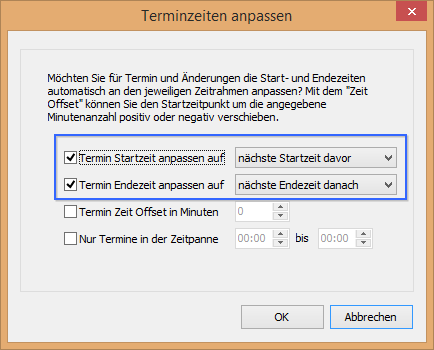 Terminzeiten anpassen
Möchten Sie für Termin und Änderungen die Start- und Endezeiten
automatisch an den jeweiligen Zeitrahmen anpassen? Mit dem "Zeit
Offset" können Sie den Startzeitpunkt um die angegebene
Minutenanzahl positiv oder negativ verschieben.
Termin Startzeit anpassen auf nächste Startzeit davor
Termin Endezeit anpassen auf nächste Endezeit danach
Termin Zeit Offset in Minuten 0
Nur Termine in der Zeitpanne 00:00 bis 00:00
OK Abbrechen